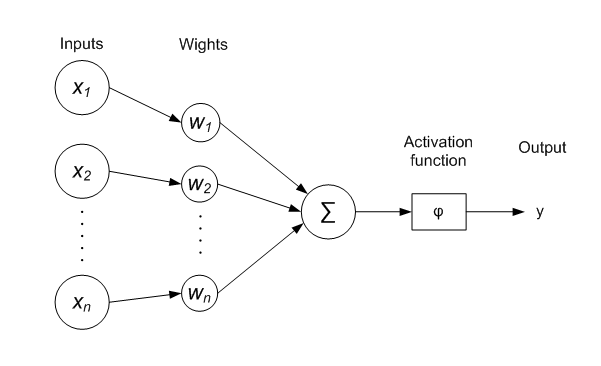 Inputs
Wights
x1
w1
Activation
function
Output
x2
w2
Σ
φ
y
xn
wn